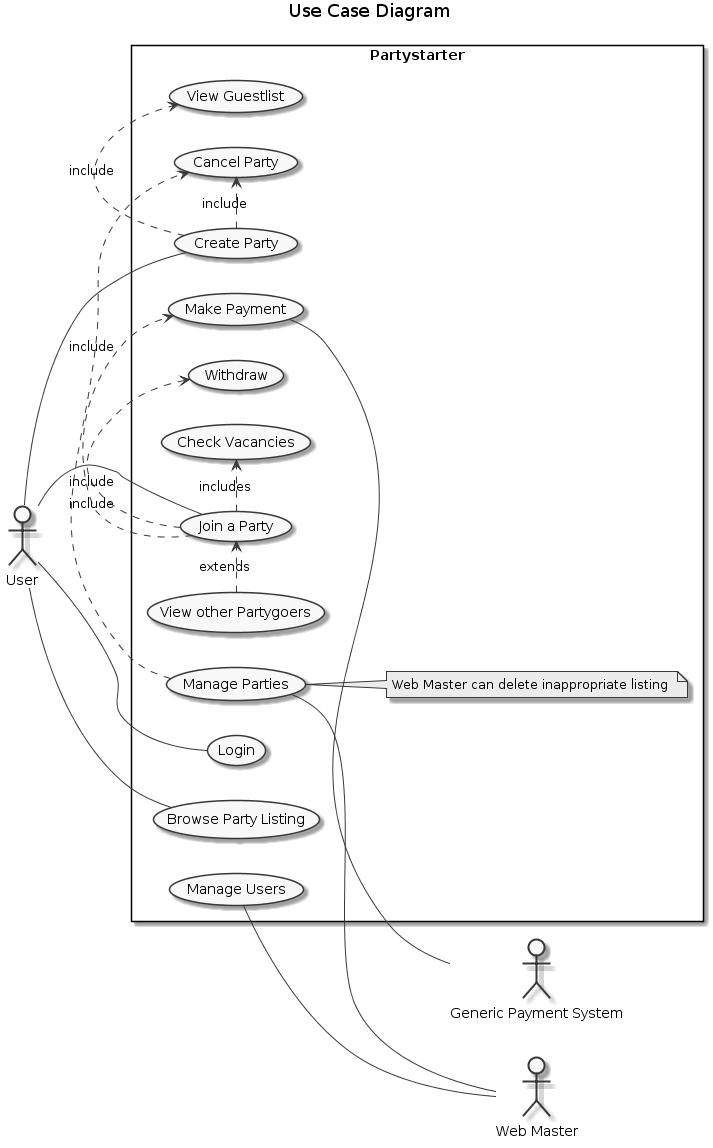 Use Case Diagram
Partystarter
View Guestlist
Cancel Party
include
include
Create Party
Make Payment
include
Withdraw
Check Vacancies
include
includes
include
Join a Party
extends
User
View other Partygoers
Manage Parties
Web Master can delete inappropriate listing
Login
Browse Party Listing
Manage Users
Generic Payment System
Web Master